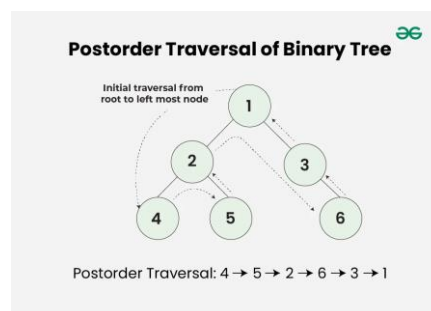 Postorder Traversal of Binary Tree
Initial traversal from
root to left most node
1
2
3
4
5
6
Postorder Traversal: 4 → 5 → 2 → 6 → 3 → 1